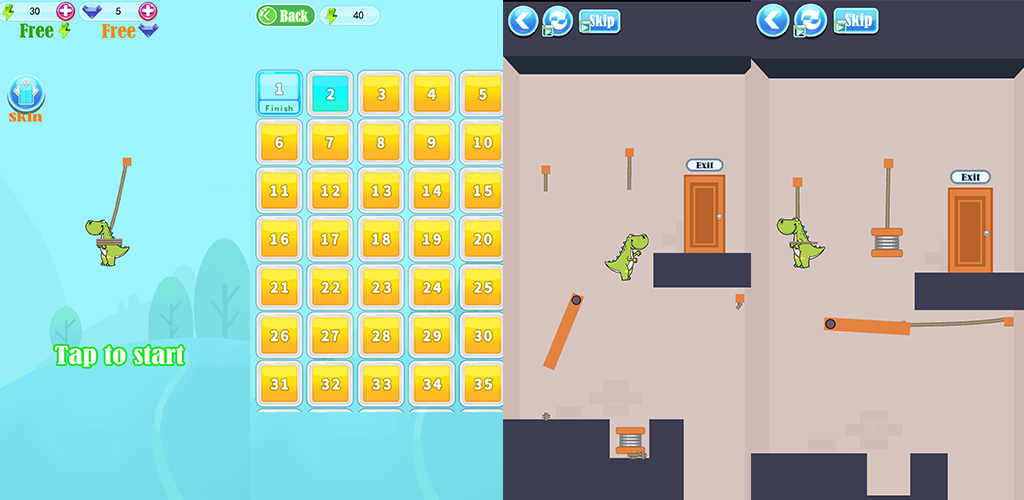 30 5
Free Free
skin
Tap to start
Back 40
1 2 3 4 5
Finish
6 7 8 9 10
11 12 13 14 15
16 17 18 19 20
21 22 23 24 25
26 27 28 29 30
31 32 33 34 35
Skip
Exit
Skip
Exit